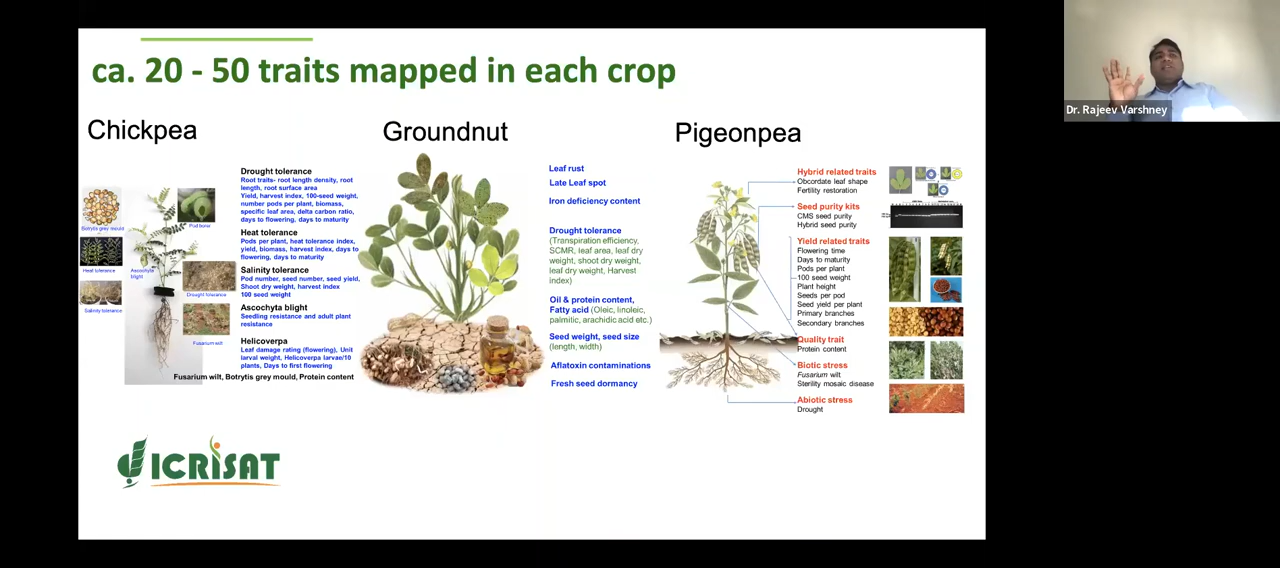 ca. 20 - 50 traits mapped in each crop
Chickpea
Botrytis grey mould
Pod borer
Heat tolerance
Ascochyta
blight
Drought tolerance
Salinity tolerance
Fusarium wilt
Drought tolerance
Root traits- root length density, root
length, root surface area
Yield, harvest index, 100-seed weight,
number pods per plant, biomass,
specific leaf area, delta carbon ratio,
days to flowering, days to maturity
Heat tolerance
Pods per plant, heat tolerance index,
yield, biomass, harvest index, days to
flowering, days to maturity
Salinity tolerance
Pod number, seed number, seed yield,
Shoot dry weight, harvest index
100 seed weight
Ascochyta blight
Seedling resistance and adult plant
resistance
Helicoverpa
Leaf damage rating (flowering), Unit
larval weight, Helicoverpa larvae/10
plants, Days to first flowering
Fusarium wilt, Botrytis grey mould, Protein content
Groundnut
Leaf rust
Late Leaf spot
Iron deficiency content
Drought tolerance
(Transpiration efficiency,
SCMR, leaf area, leaf dry
weight, shoot dry weight,
leaf dry weight, Harvest
index)
Oil & protein content,
Fatty acid (Oleic, linoleic,
palmitic, arachidic acid etc.)
Seed weight, seed size
(length, width)
Aflatoxin contaminations
Fresh seed dormancy
Pigeonpea
Hybrid related traits
Obcordate leaf shape
Fertility restoration
Seed purity kits
CMS seed purity
Hybrid seed purity
Yield related traits
Flowering time
Days to maturity
Pods per plant
100 seed weight
Plant height
Seeds per pod
Seed yield per plant
Primary branches
Secondary branches
Quality trait
Protein content
Biotic stress
Fusarium wilt
Sterility mosaic disease
Abiotic stress
Drought
ICRISAT
Dr. Rajeev Varshney